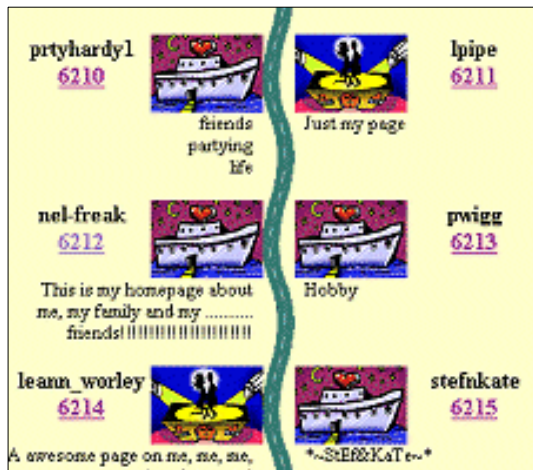 prtyhardy1
6210
friends
partying
life
lpipe
6211
Just my page
nel-freak
6212
This is my homepage about
me, my family and my ..........
friends!!!!!!!!!!!!!!!!!!!!!!!!
pwigg
6213
Hobby
leann_worley
6214
A awesome page on me, me, me,
stefnkate
6215
*~StEf&KaTe~*